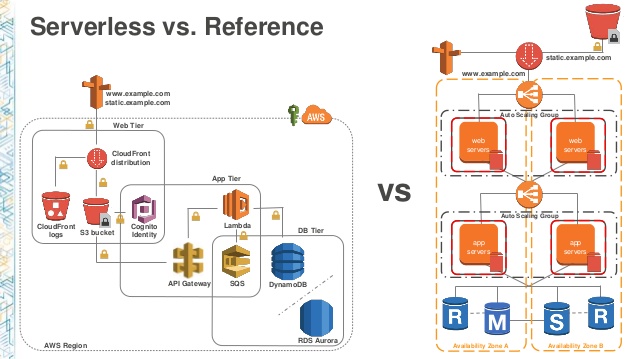 Serverless vs. Reference
www.example.com
static.example.com
AWS
Web Tier
CloudFront
distribution
App Tier
CloudFront
logs
S3 bucket
Cognito
Identity
Lambda
DB Tier
API Gateway
SQS
DynamoDB
RDS Aurora
AWS Region
vs
static.example.com
www.example.com
Auto Scaling Group
web
servers
web
servers
Auto Scaling Group
app
servers
app
servers
R
M
S
R
Availability Zone A
Availability Zone B